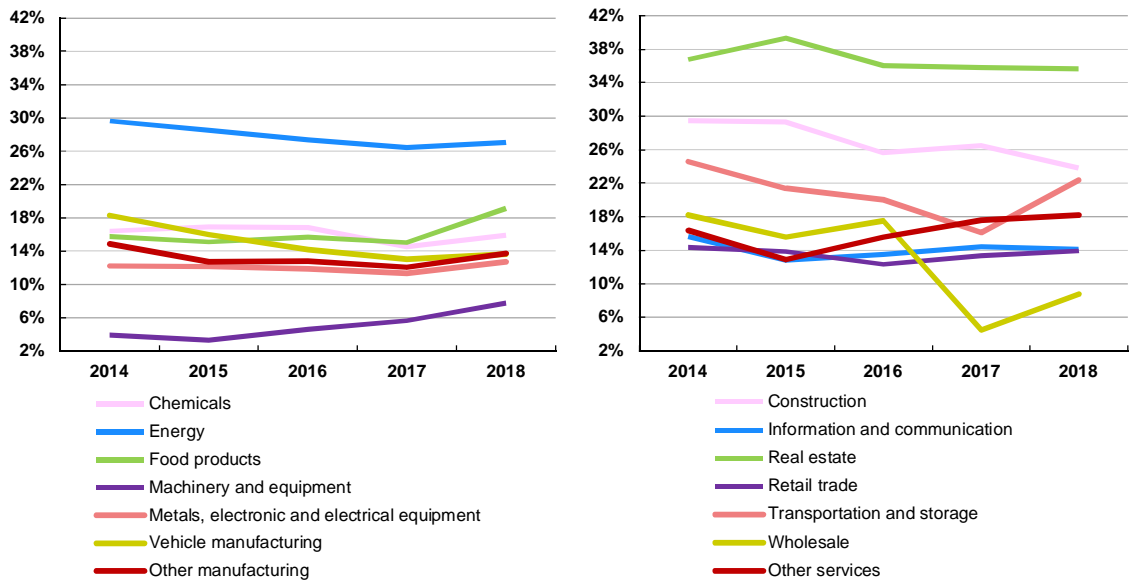 42%
38%
34%
30%
26%
22%
18%
14%
10%
6%
2%
2014 2015 2016 2017 2018
Chemicals
Energy
Food products
Machinery and equipment
Metals, electronic and electrical equipment
Vehicle manufacturing
Other manufacturing
42%
38%
34%
30%
26%
22%
18%
14%
10%
6%
2%
2014 2015 2016 2017 2018
Construction
Information and communication
Real estate
Retail trade
Transportation and storage
Wholesale
Other services